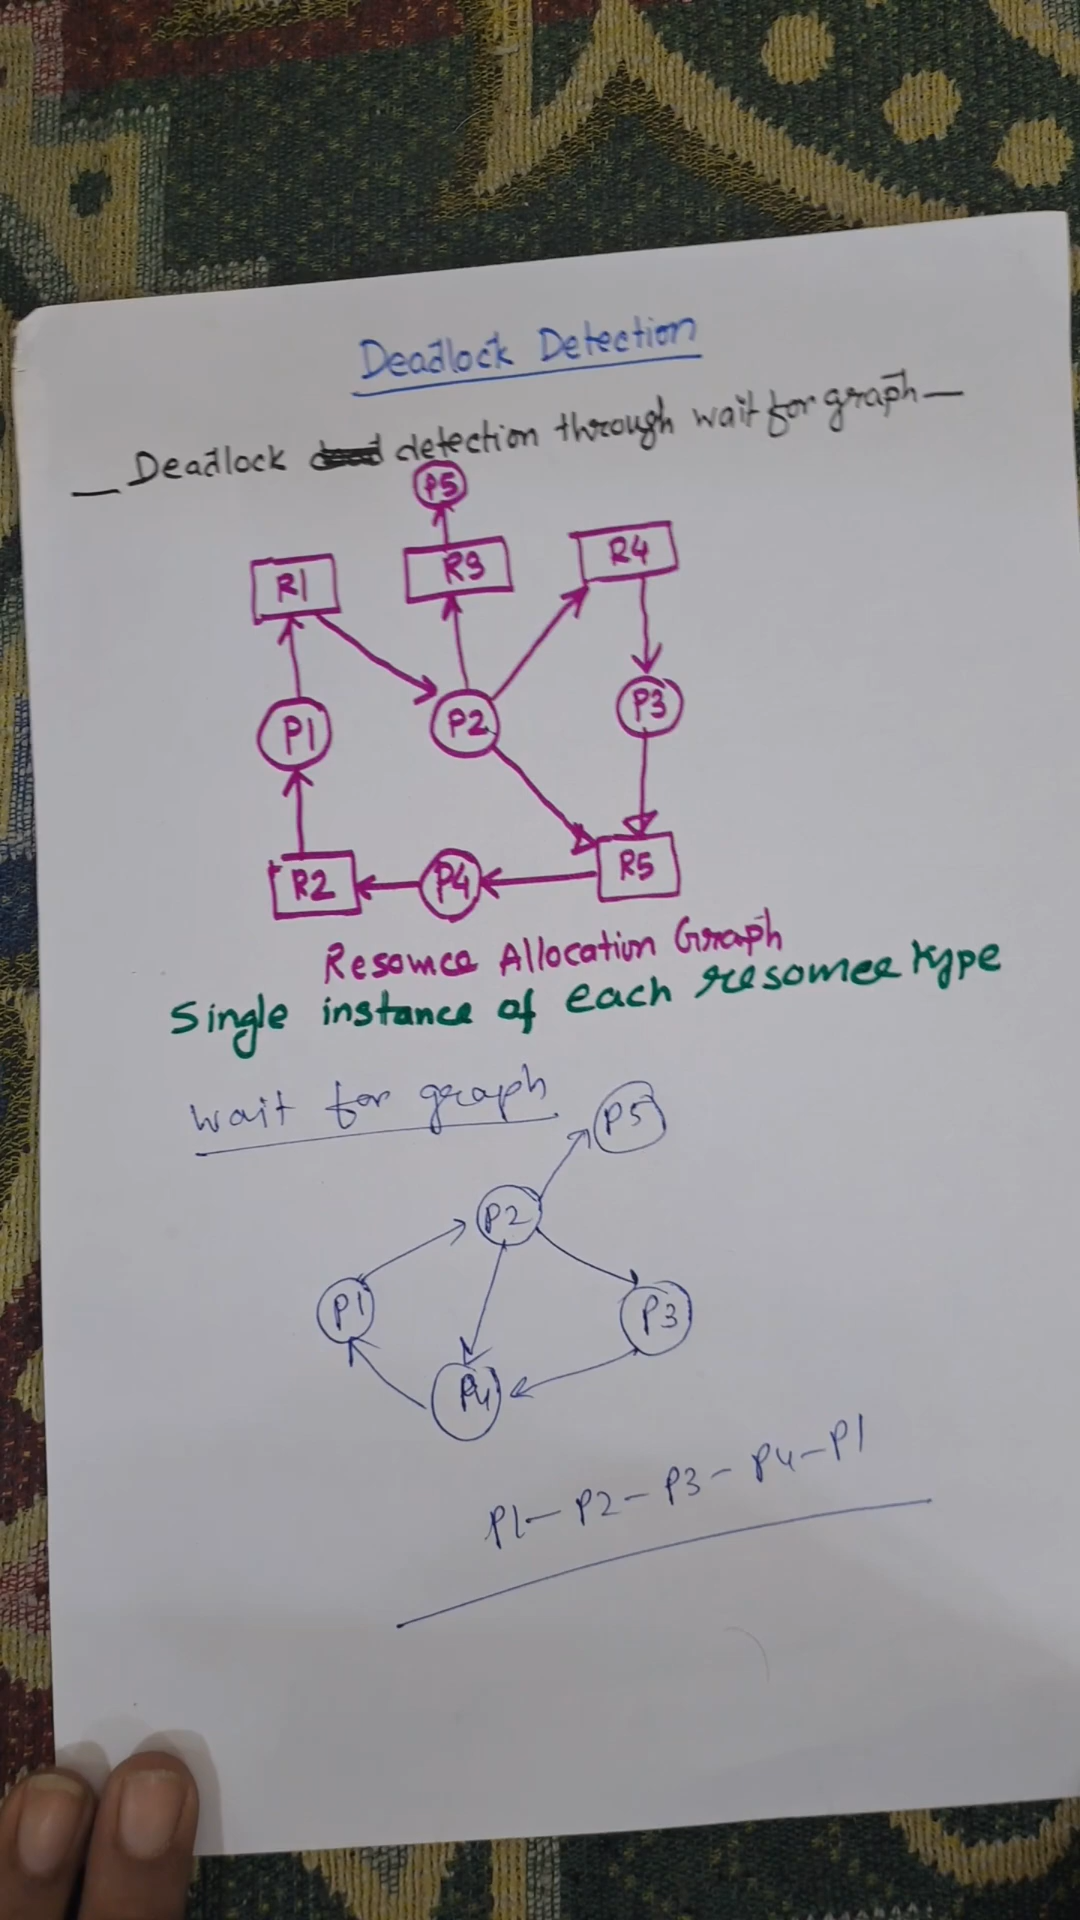 Deadlock Detection
Deadlock detection through wait for graph
P5
R1 R3 R4
P1 P2 P3
R2 P4 R5
Resource Allocation Graph
Single instance of each resource type
wait for graph
P5
P2
P1 P3
P4
P1-P2-P3-P4-P1